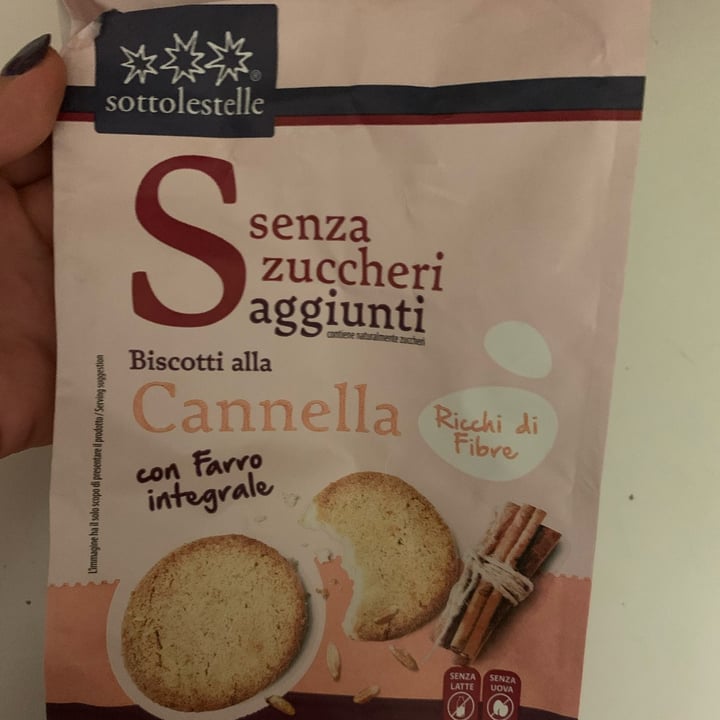 sottolestelle
®
Senza
zuccheri
aggiunti
contiene naturalmente zuccheri
Biscotti alla
Cannella
Ricchi di
Fibre
con Farro
integrale
L'immagine ha il solo scopo di presentare il prodotto / Serving suggestion
SENZA
LATTE
SENZA
UOVA